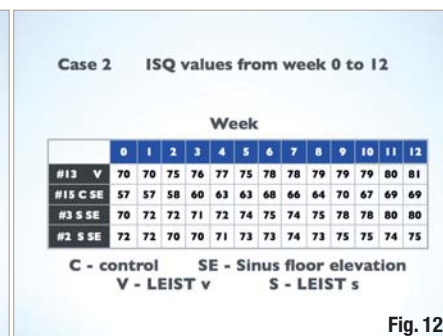 Case 2 ISQ values from week 0 to 12
Week
0 1 2 3 4 5 6 7 8 9 10 11 12
#13 V 70 70 75 76 77 75 78 78 79 79 79 80 81
#15 C SE 57 57 58 60 63 63 68 66 64 70 67 69 69
#3 S SE 70 72 72 71 72 74 75 74 75 78 78 80 80
#2 S SE 72 72 70 70 71 73 73 74 73 75 75 74 75
C - control SE - Sinus floor elevation
V - LEIST v S - LEIST s
Fig. 12